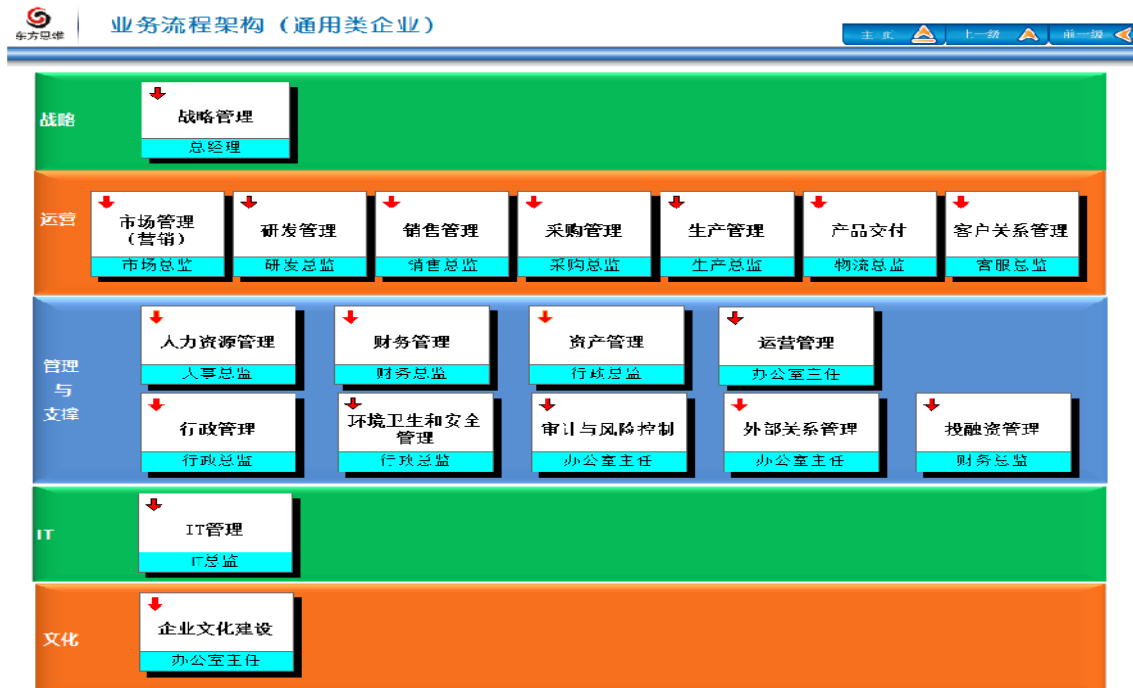 东方思维
业务流程架构（通用类企业）
主 页
上一级
前一级
战略
战略管理
总经理
运营
市场管理
（营销）
市场总监
研发管理
研发总监
销售管理
销售总监
采购管理
采购总监
生产管理
生产总监
产品交付
物流总监
客户关系管理
客服总监
管理
与
支撑
人力资源管理
人事总监
财务管理
财务总监
资产管理
行政总监
运营管理
办公室主任
行政管理
行政总监
环境卫生和安全
管理
行政总监
审计与风险控制
办公室主任
外部关系管理
办公室主任
投融资管理
财务总监
IT
IT管理
IT总监
文化
企业文化建设
办公室主任